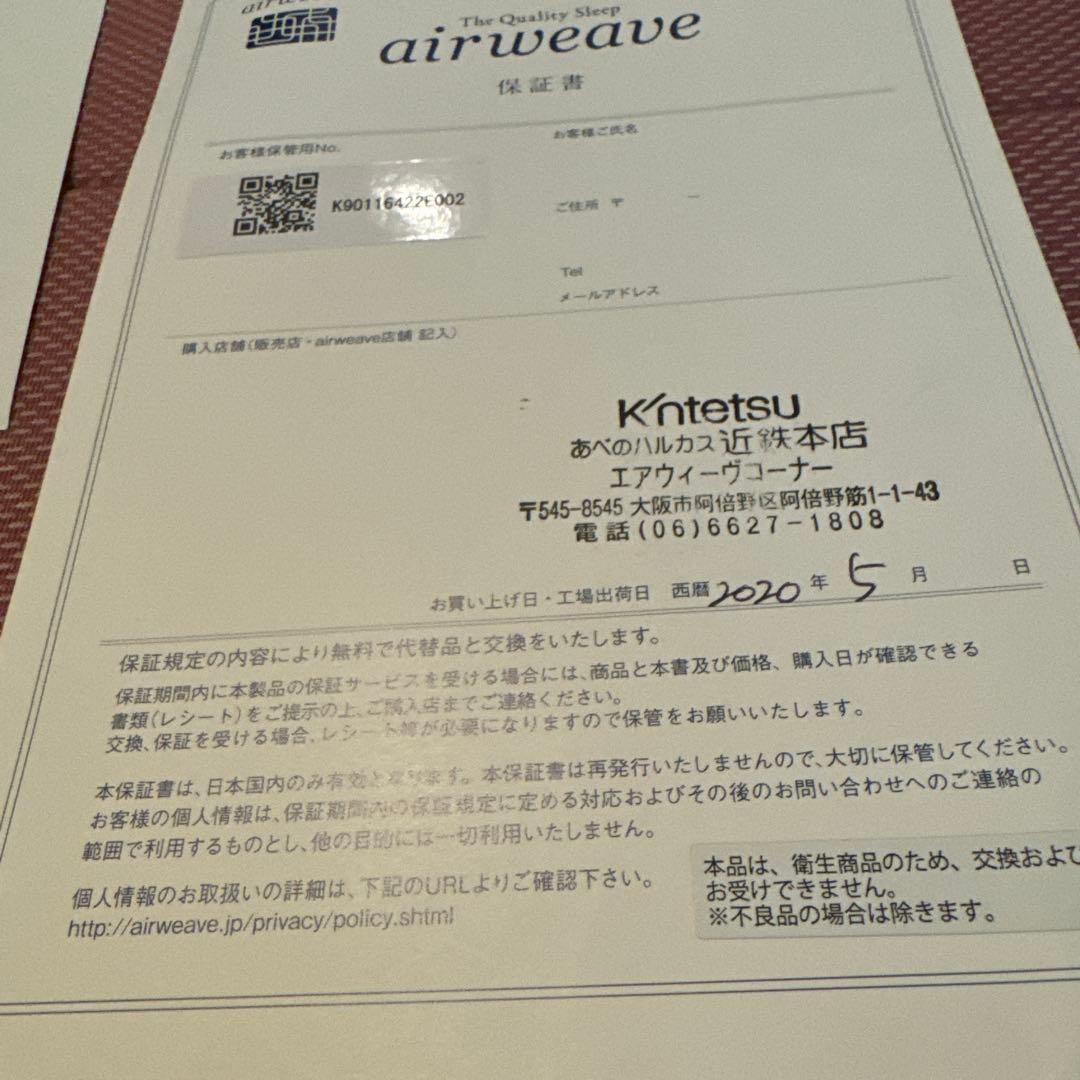 The Quality Sleep
airweave
保証書
お客様保管用No.
K90116422E002
お客様ご氏名
ご住所 〒 －
Tel
メールアドレス
購入店舗(販売店・airweave店舗 記入)
Kintetsu
あべのハルカス 近鉄本店
エアウィーヴコーナー
〒545-8545 大阪市阿倍野区阿倍野筋1-1-43
電話(06)6627-1808
お買い上げ日・工場出荷日 西暦 2020 年 5 月 日
保証規定の内容により無料で代替品と交換をいたします。
保証期間内に本製品の保証サービスを受ける場合には、商品と本書及び価格、購入日が確認できる
書類(レシート)をご提示の上、ご購入店までご連絡ください。
交換、保証を受ける場合、レシート等が必要になりますので保管をお願いいたします。
本保証書は、日本国内のみ有効となります。本保証書は再発行いたしませんので、大切に保管してください。
お客様の個人情報は、保証期間内の保証規定に定める対応およびその後のお問い合わせへのご連絡の
範囲で利用するものとし、他の目的には一切利用いたしません。
個人情報のお取扱いの詳細は、下記のURLよりご確認下さい。
http://airweave.jp/privacy/policy.shtml
本品は、衛生商品のため、交換および
お受けできません。
※不良品の場合は除きます。